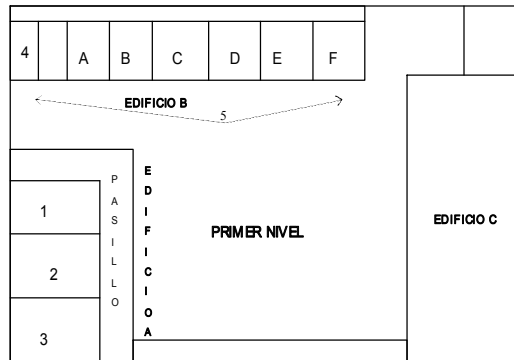 4 A B C D E F
EDIFICIO B
5
PASILLO
EDIFICIO A
1
PRIMER NIVEL
EDIFICIO C
2
3